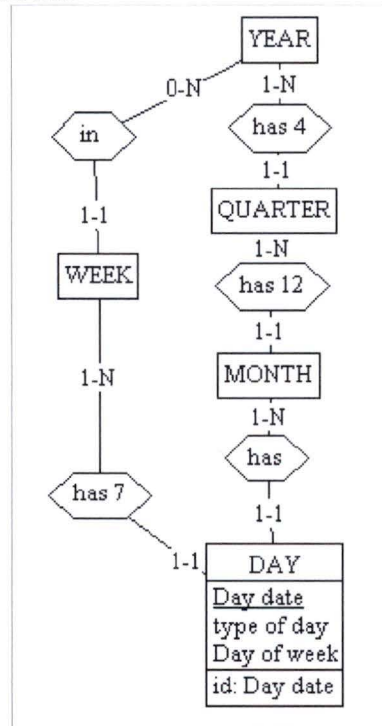 YEAR
0-N
1-N
in
has 4
1-1
1-1
QUARTER
1-N
WEEK
has 12
1-1
1-N
MONTH
1-N
has
has 7
1-1
1-1
DAY
Day date
type of day
Day of week
id: Day date